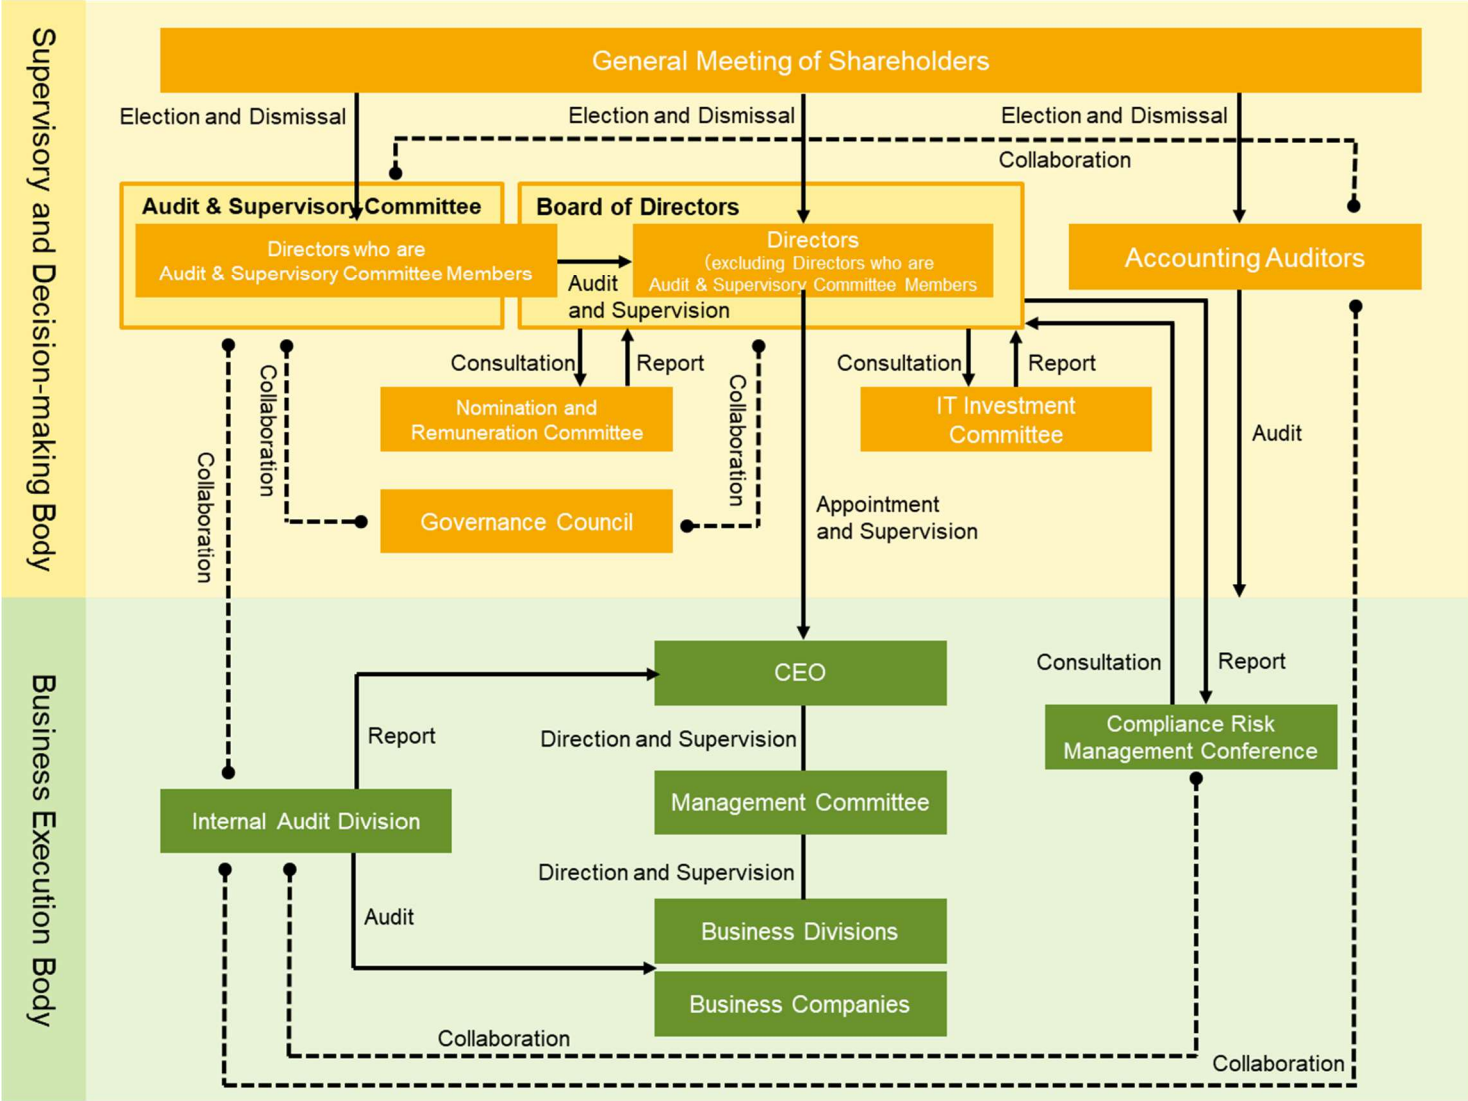 Supervisory and Decision-making Body
General Meeting of Shareholders
Election and Dismissal
Election and Dismissal
Election and Dismissal
Collaboration
Audit & Supervisory Committee
Board of Directors
Directors who are
Audit & Supervisory Committee Members
Directors
(excluding Directors who are
Audit & Supervisory Committee Members
Accounting Auditors
Audit
and Supervision
Consultation
Report
Consultation
Report
Collaboration
Collaboration
Collaboration
Nomination and
Remuneration Committee
IT Investment
Committee
Audit
Governance Council
Appointment
and Supervision
Business Execution Body
CEO
Consultation
Report
Report
Direction and Supervision
Compliance Risk
Management Conference
Internal Audit Division
Management Committee
Direction and Supervision
Audit
Business Divisions
Business Companies
Collaboration
Collaboration